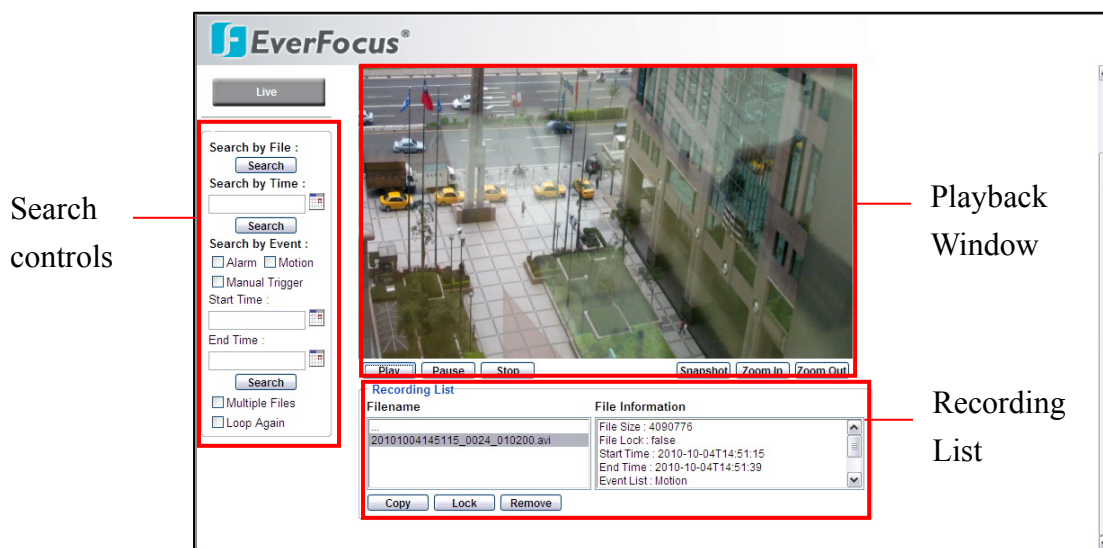 EverFocus®
Live
Search by File :
Search
Search by Time :
Search
Search by Event :
Alarm Motion
Manual Trigger
Start Time :
End Time :
Search
Multiple Files
Loop Again
Search
controls
Playback
Window
Play Pause Stop Snapshot Zoom In Zoom Out
Recording List
Filename
...
20101004145115_0024_010200.avi
File Information
File Size : 4090776
File Lock : false
Start Time : 2010-10-04T14:51:15
End Time : 2010-10-04T14:51:39
Event List : Motion
Copy Lock Remove
Recording
List